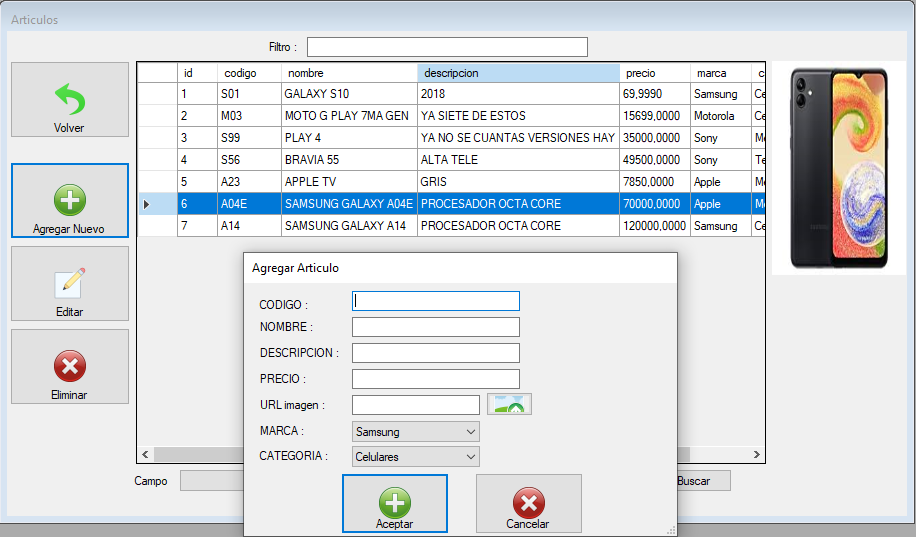 Articulos
Filtro :
Volver
Agregar Nuevo
Editar
Eliminar
id codigo nombre descripcion precio marca c
1 S01 GALAXY S10 2018 69,9990 Samsung Ce
2 M03 MOTO G PLAY 7MA GEN YA SIETE DE ESTOS 15699,0000 Motorola Ce
3 S99 PLAY 4 YA NO SE CUANTAS VERSIONES HAY 35000,0000 Sony Me
4 S56 BRAVIA 55 ALTA TELE 49500,0000 Sony Te
5 A23 APPLE TV GRIS 7850,0000 Apple Me
6 A04E SAMSUNG GALAXY A04E PROCESADOR OCTA CORE 70000,0000 Apple Me
7 A14 SAMSUNG GALAXY A14 PROCESADOR OCTA CORE 120000,0000 Samsung Ce
Agregar Articulo
CODIGO :
NOMBRE :
DESCRIPCION :
PRECIO :
URL imagen :
MARCA : Samsung
CATEGORIA : Celulares
Aceptar Cancelar
Campo
Buscar